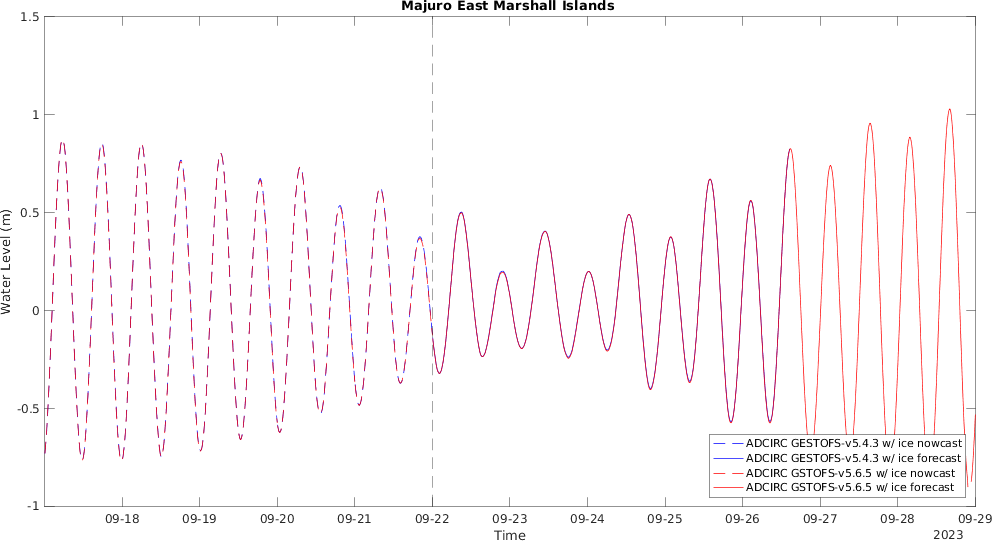 Majuro East Marshall Islands
1.5
1
0.5
0
-0.5
-1
Water Level (m)
ADCIRC GESTOFS-v5.4.3 w/ ice nowcast
ADCIRC GESTOFS-v5.4.3 w/ ice forecast
ADCIRC GSTOFS-v5.6.5 w/ ice nowcast
ADCIRC GSTOFS-v5.6.5 w/ ice forecast
09-18 09-19 09-20 09-21 09-22 09-23 09-24 09-25 09-26 09-27 09-28 09-29
Time
2023